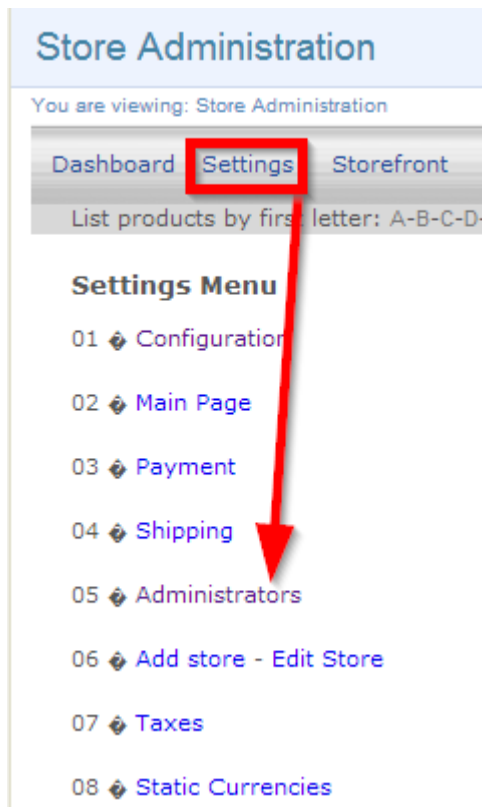 Store Administration
You are viewing: Store Administration
Dashboard Settings Storefront
List products by first letter: A-B-C-D-
Settings Menu
01 � Configuration
02 � Main Page
03 � Payment
04 � Shipping
05 � Administrators
06 � Add store - Edit Store
07 � Taxes
08 � Static Currencies